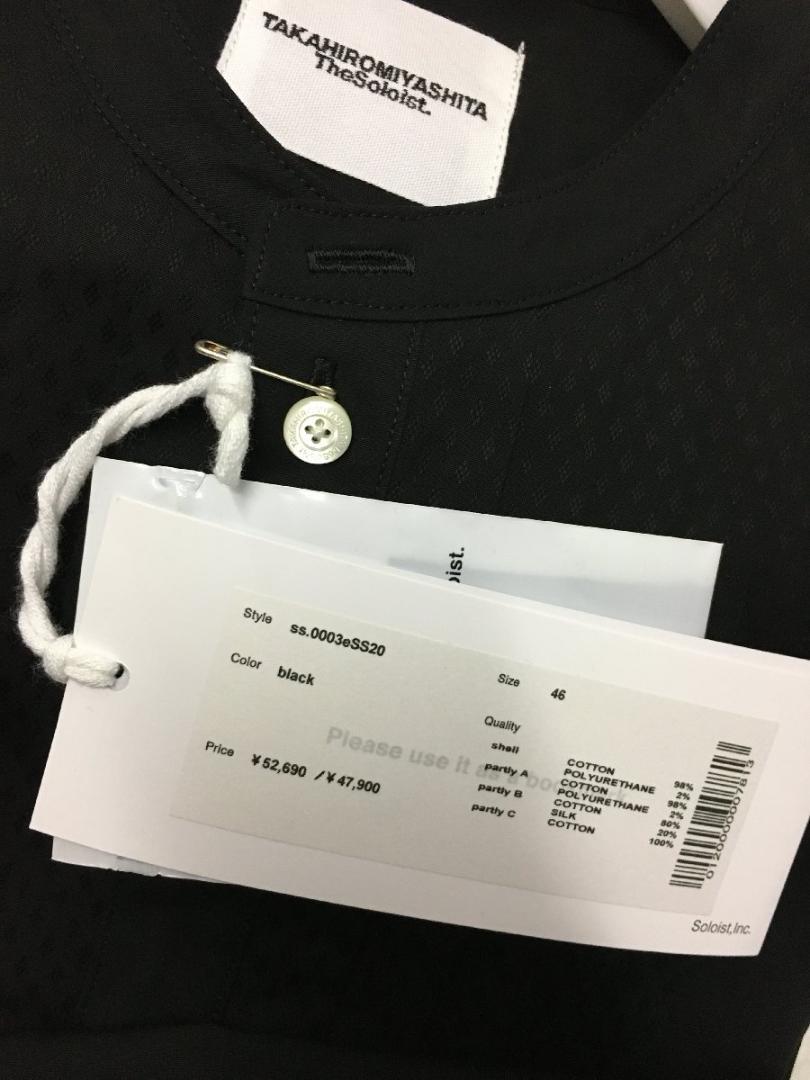 TAKAHIROMIYASHITA
TheSoloist.
oist.
Style ss.0003eSS20
Color black
Size 46
Quality
shell COTTON 98%
POLYURETHANE 2%
partly A COTTON 98%
POLYURETHANE 2%
partly B COTTON 80%
SILK 20%
partly C COTTON 100%
Price ¥52,690 /¥47,900
Please use it as a bookmark
Soloist,Inc.